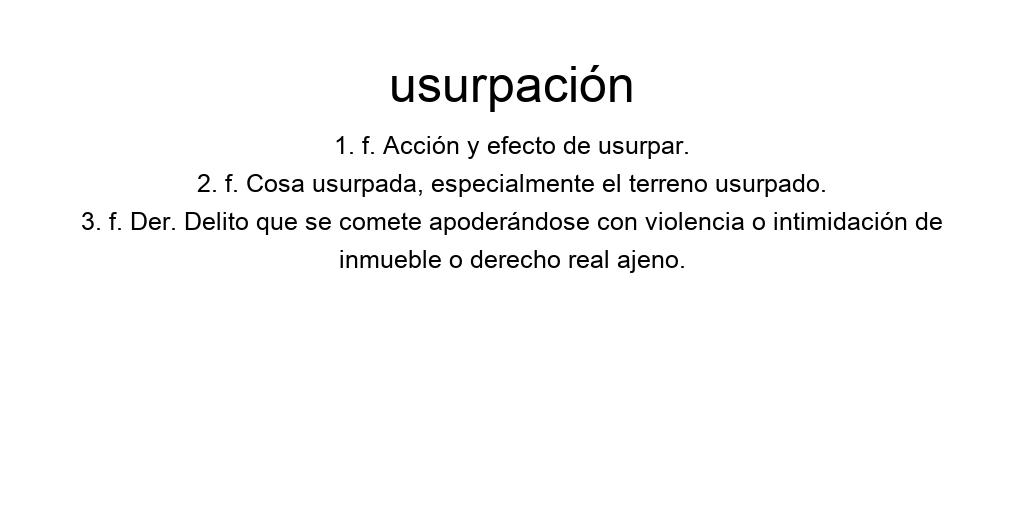 usurpación
1. f. Acción y efecto de usurpar.
2. f. Cosa usurpada, especialmente el terreno usurpado.
3. f. Der. Delito que se comete apoderándose con violencia o intimidación de
inmueble o derecho real ajeno.